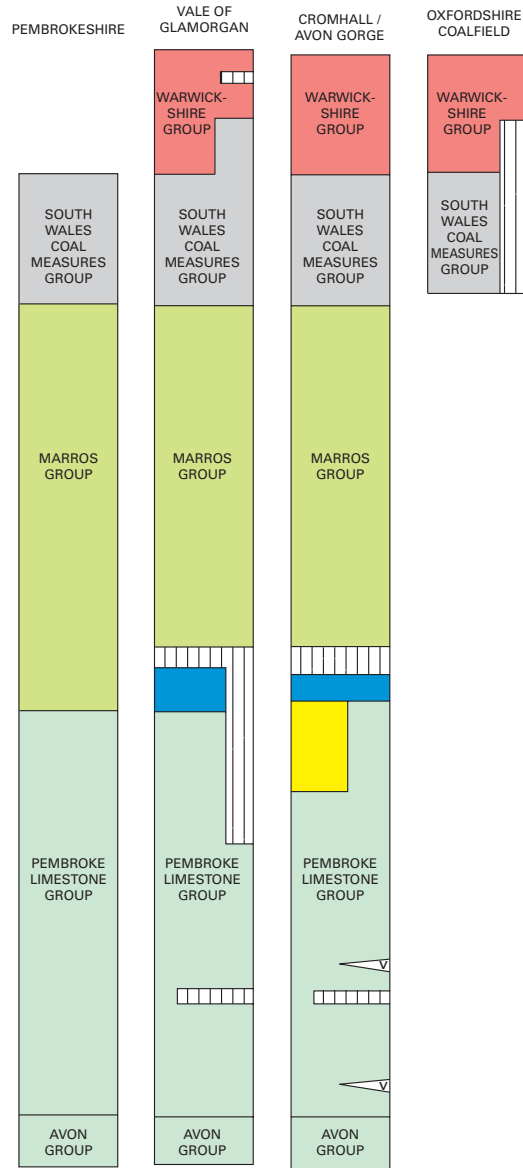 PEMBROKESHIRE
VALE OF
GLAMORGAN
CROMHALL /
AVON GORGE
OXFORDSHIRE
COALFIELD
SOUTH
WALES
COAL
MEASURES
GROUP
MARROS
GROUP
PEMBROKE
LIMESTONE
GROUP
AVON
GROUP
WARWICK-
SHIRE
GROUP
SOUTH
WALES
COAL
MEASURES
GROUP
MARROS
GROUP
PEMBROKE
LIMESTONE
GROUP
AVON
GROUP
WARWICK-
SHIRE
GROUP
SOUTH
WALES
COAL
MEASURES
GROUP
MARROS
GROUP
PEMBROKE
LIMESTONE
GROUP
V
V
AVON
GROUP
WARWICK-
SHIRE
GROUP
SOUTH
WALES
COAL
MEASURES
GROUP